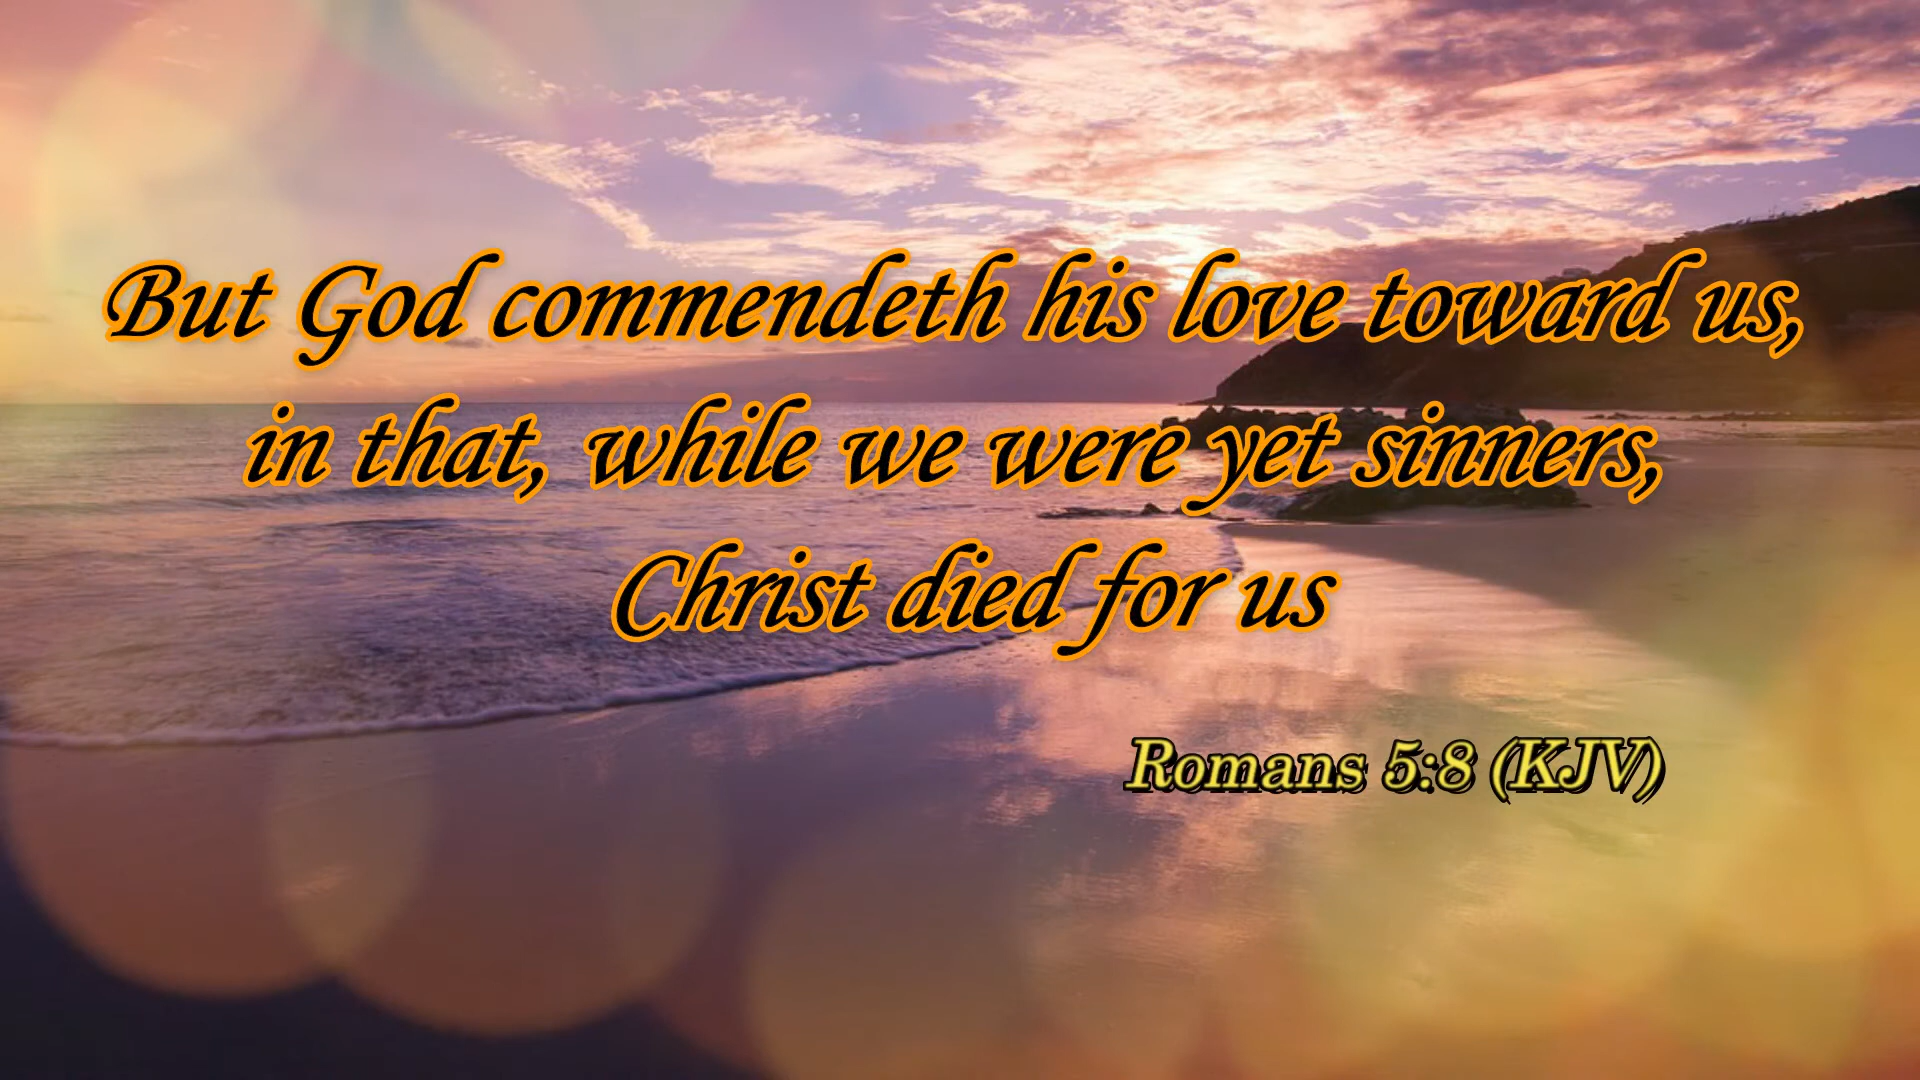 But God commendeth his love toward us,
in that, while we were yet sinners,
Christ died for us
Romans 5:8 (KJV)